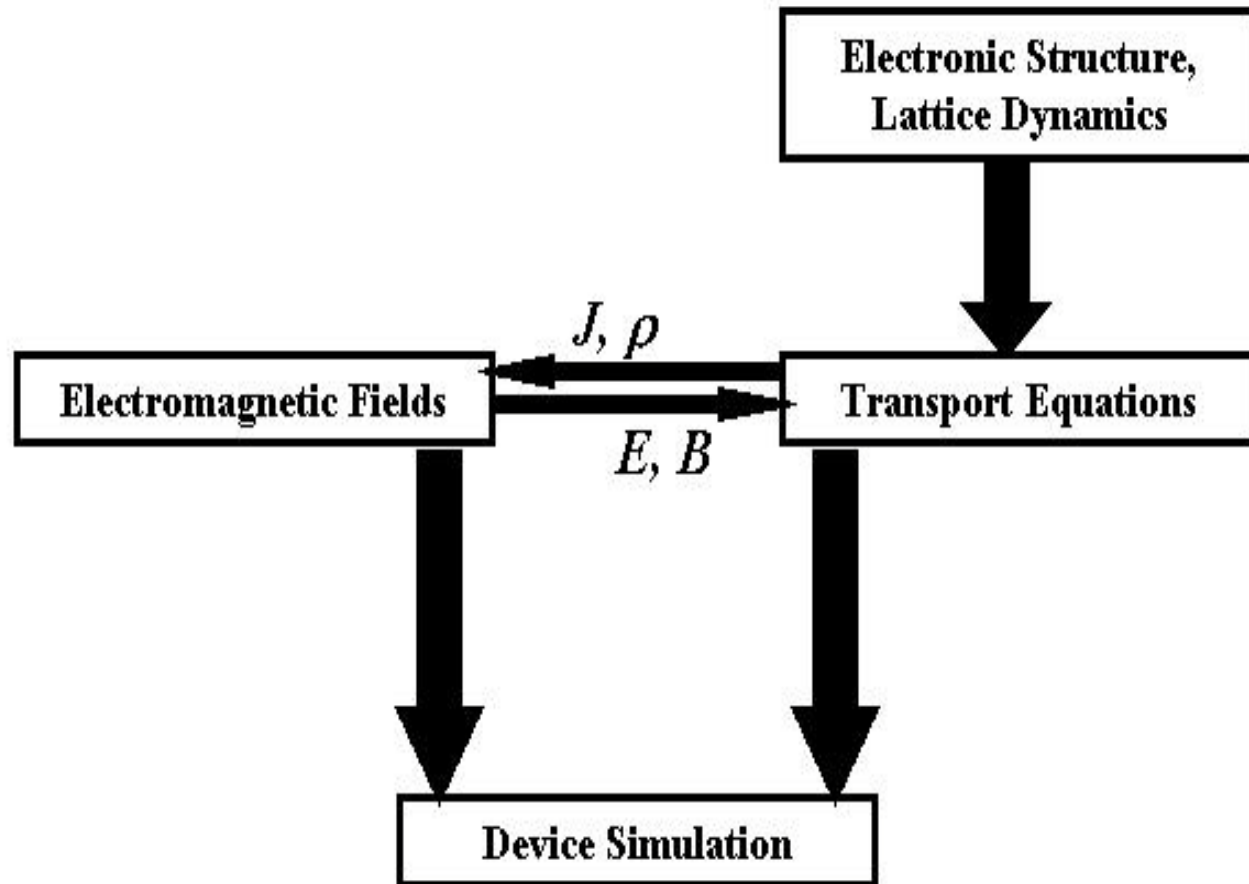 Electronic Structure,
Lattice Dynamics
J, ρ
Electromagnetic Fields
Transport Equations
E, B
Device Simulation